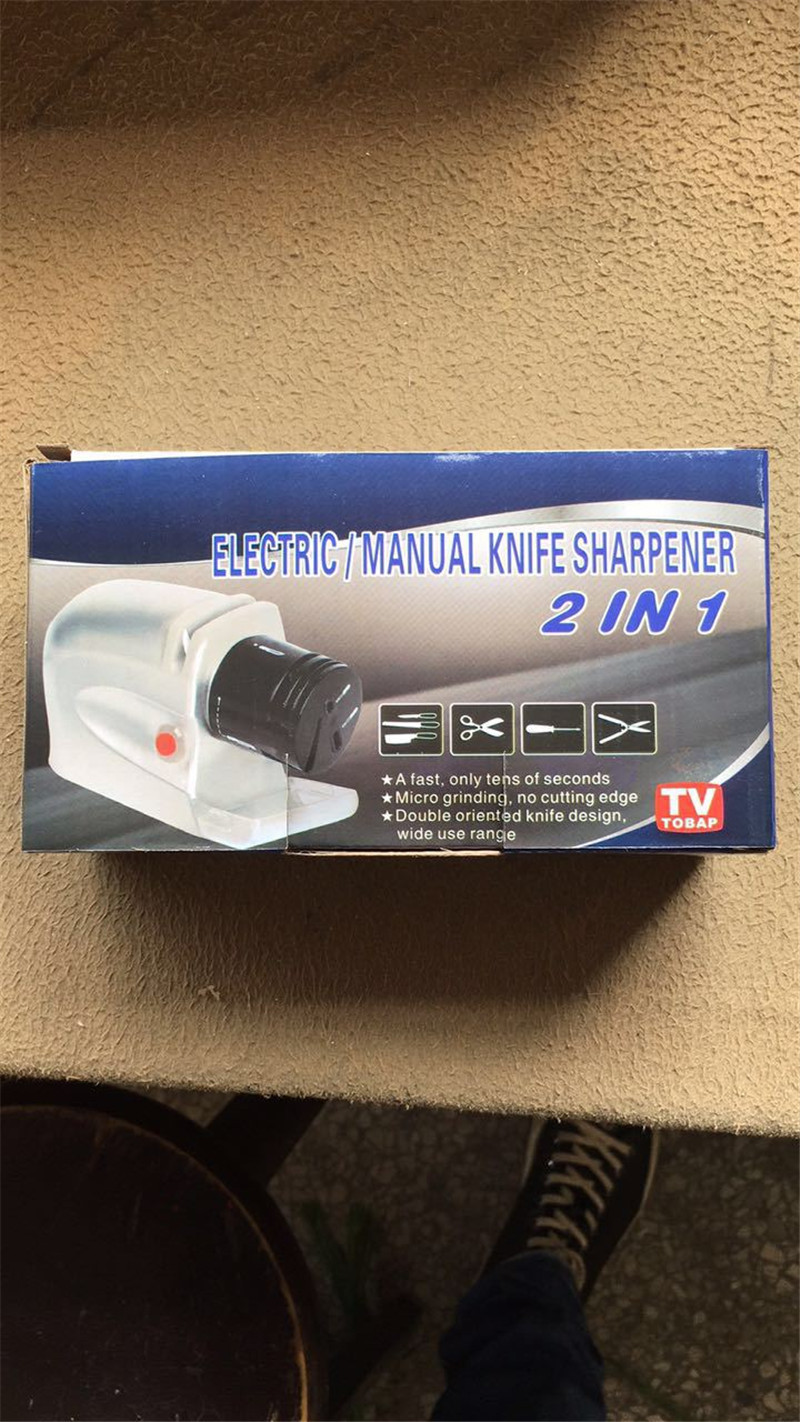 ELECTRIC / MANUAL KNIFE SHARPENER
2 IN 1
★A fast, only tens of seconds
★Micro grinding, no cutting edge
★Double oriented knife design,
wide use range
TV
TOBAP